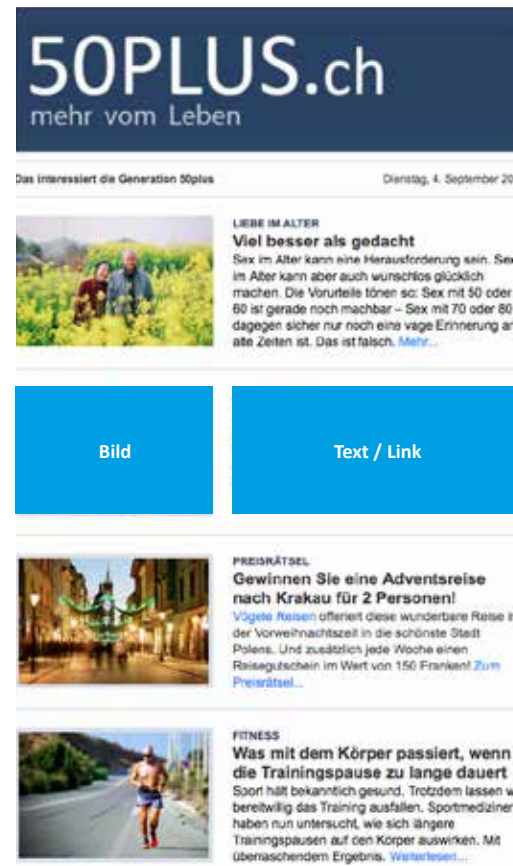 50PLUS.ch
mehr vom Leben
Das interessiert die Generation 50plus
Dienstag, 4. September 20
LIEBE IM ALTER
Viel besser als gedacht
Sex im Alter kann eine Herausforderung sein. Sex
im Alter kann aber auch wunschlos glücklich
machen. Die Vorurteile tönen so: Sex mit 50 oder
60 ist gerade noch machbar – Sex mit 70 oder 80
dagegen sicher nur noch eine vage Erinnerung an
alte Zeiten ist. Das ist falsch. Mehr...
Bild
Text / Link
PREISRÄTSEL
Gewinnen Sie eine Adventsreise
nach Krakau für 2 Personen!
Vögele Reisen offeriert diese wunderbare Reise in
der Vorweihnachtszeit in die schönste Stadt
Polens. Und zusätzlich jede Woche einen
Reisegutschein im Wert von 150 Franken! Zum
Preisrätsel...
FITNESS
Was mit dem Körper passiert, wenn
die Trainingspause zu lange dauert
Sport hält bekanntlich gesund. Trotzdem lassen w
bereitwillig das Training ausfallen. Sportmediziner
haben nun untersucht, wie sich längere
Trainingspausen auf den Körper auswirken. Mit
überraschendem Ergebnis. Weiterlesen...